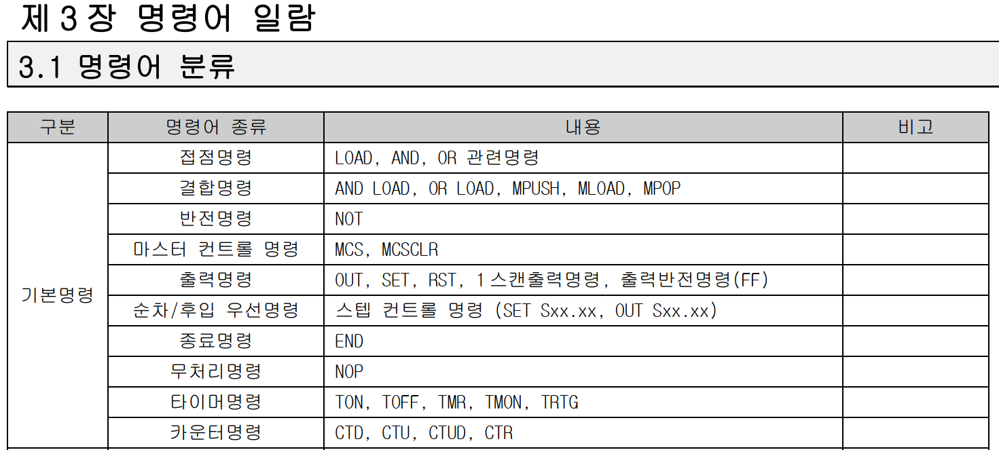 제 3 장 명령어 일람
3.1 명령어 분류
구분 명령어 종류 내용 비고
접점명령 LOAD, AND, OR 관련명령
결합명령 AND LOAD, OR LOAD, MPUSH, MLOAD, MPOP
반전명령 NOT
마스터 컨트롤 명령 MCS, MCSCLR
출력명령 OUT, SET, RST, 1 스캔출력명령, 출력반전명령(FF)
기본명령
순차/후입 우선명령 스텝 컨트롤 명령 (SET Sxx.xx, OUT Sxx.xx)
종료명령 END
무처리명령 NOP
타이머명령 TON, TOFF, TMR, TMON, TRTG
카운터명령 CTD, CTU, CTUD, CTR